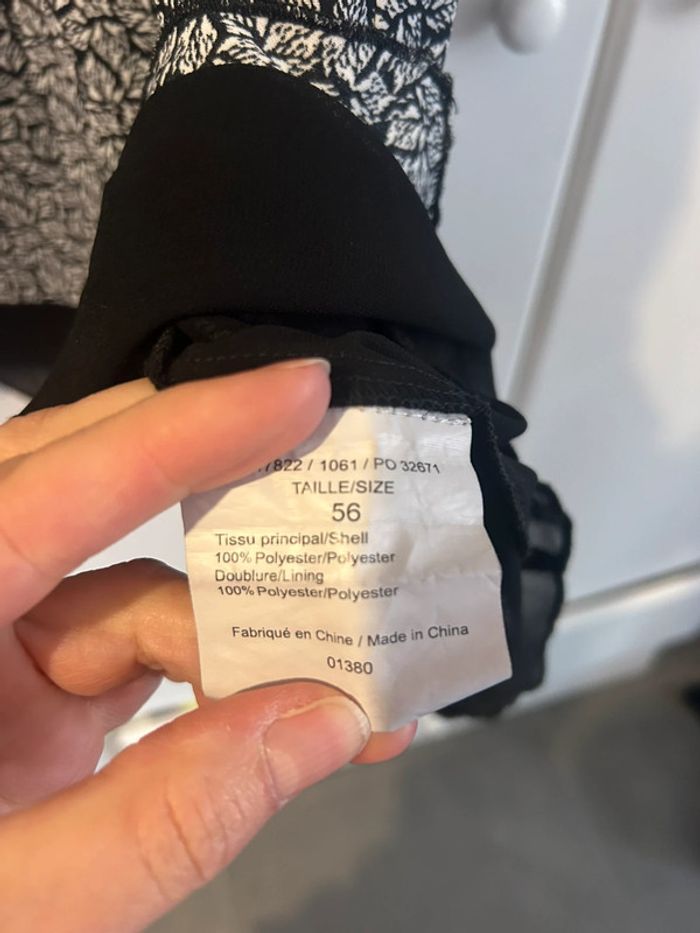 / 1061 / PO 32671
TAILLE/SIZE
56
Tissu principal/Shell
100% Polyester/Polyester
Doublure/Lining
100% Polyester/Polyester
Fabriqué en Chine / Made in China
01380